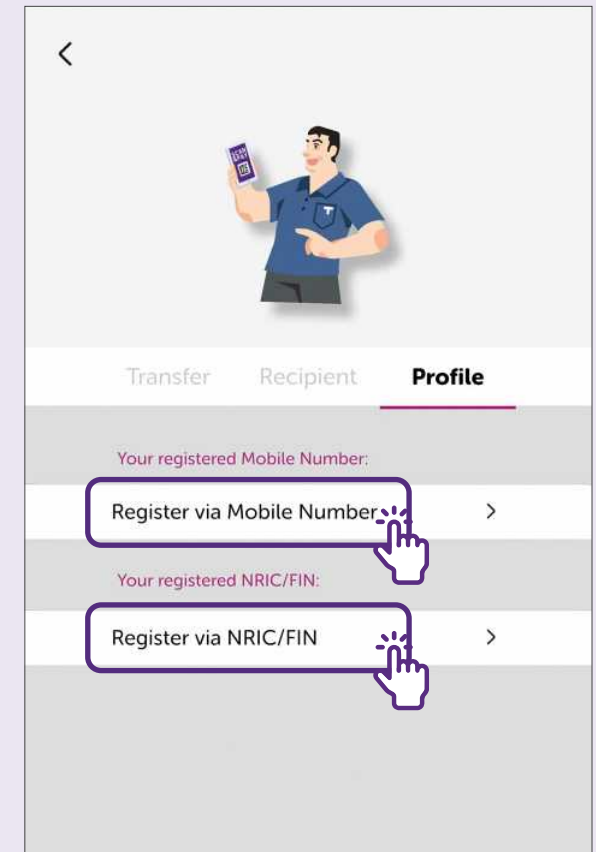 SCAN
Transfer Recipient Profile
Your registered Mobile Number:
Register via Mobile Number
Your registered NRIC/FIN:
Register via NRIC/FIN